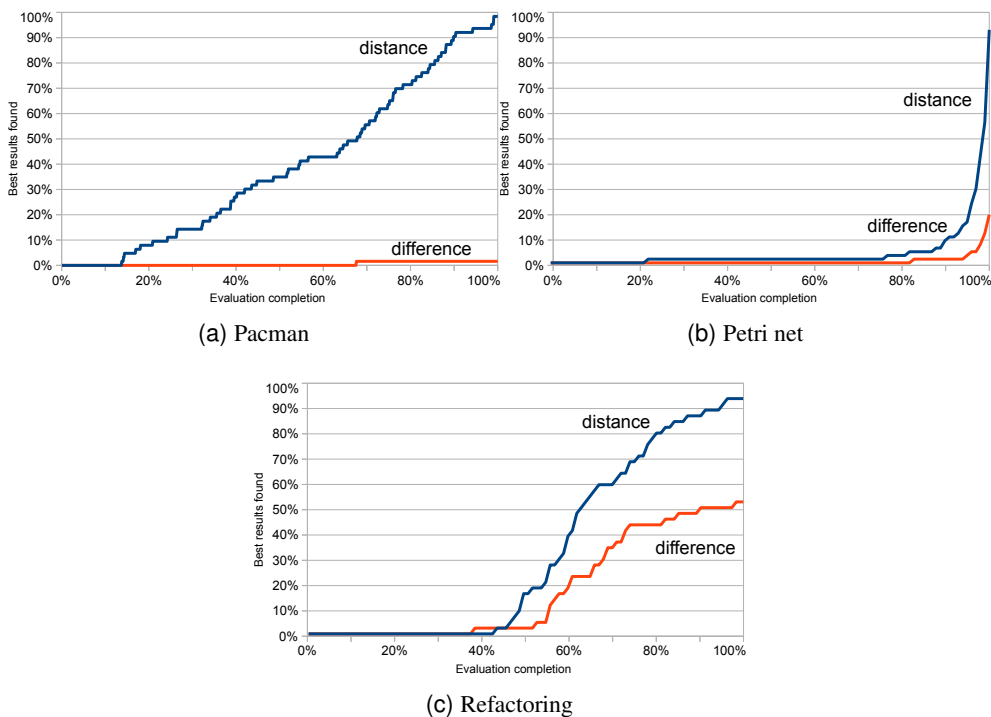 100%
90%
80%
70%
60%
50%
40%
30%
20%
10%
0%
Best results found
distance
difference
0% 20% 40% 60% 80% 100%
Evaluation completion
(a) Pacman
100%
90%
80%
70%
60%
50%
40%
30%
20%
10%
0%
Best results found
distance
difference
0% 20% 40% 60% 80% 100%
Evaluation completion
(b) Petri net
100%
90%
80%
70%
60%
50%
40%
30%
20%
10%
0%
Best results found
distance
difference
0% 20% 40% 60% 80% 100%
Evaluation completion
(c) Refactoring